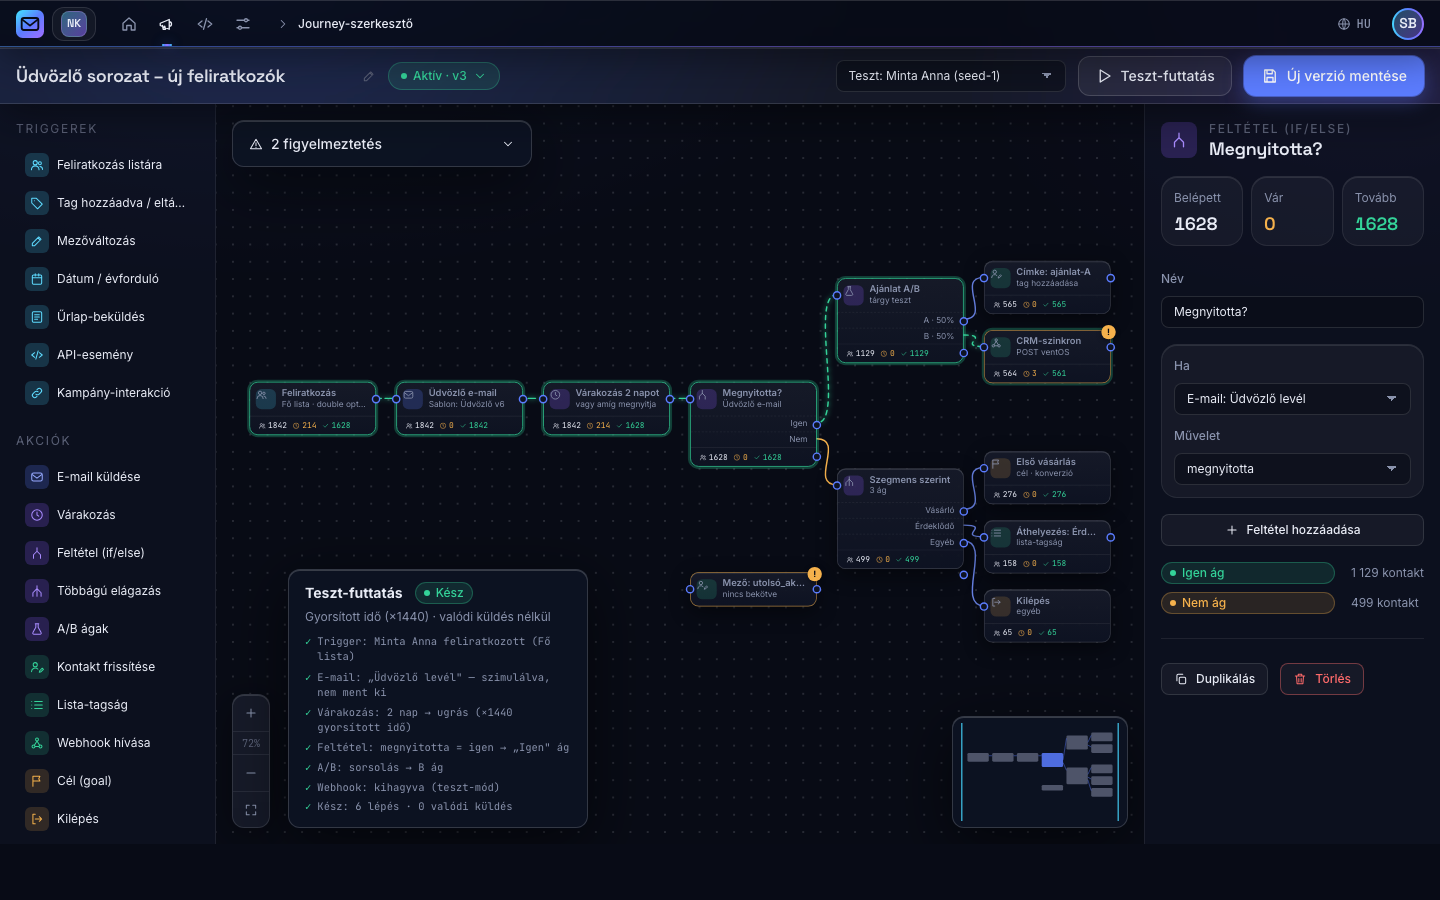 NK
Journey-szerkesztő
HU
SB
Üdvözlő sorozat – új feliratkozók
Aktív · v3
Teszt: Minta Anna (seed-1)
Teszt-futtatás
Új verzió mentése
TRIGGEREK
Feliratkozás listára
Tag hozzáadva / eltá…
Mezőváltozás
Dátum / évforduló
Űrlap-beküldés
API-esemény
Kampány-interakció
AKCIÓK
E-mail küldése
Várakozás
Feltétel (if/else)
Többágú elágazás
A/B ágak
Kontakt frissítése
Lista-tagság
Webhook hívása
Cél (goal)
Kilépés
2 figyelmeztetés
Feliratkozás
Fő lista · double opt…
1842 214 1628
Üdvözlő e-mail
Sablon: Üdvözlő v6
1842 0 1842
Várakozás 2 napot
vagy amíg megnyitja
1842 214 1628
Megnyitotta?
Üdvözlő e-mail
Igen
Nem
1628 0 1628
Ajánlat A/B
tárgy teszt
A · 50%
B · 50%
1129 0 1129
Címke: ajánlat-A
tag hozzáadása
565 0 565
!
CRM-szinkron
POST ventOS
564 3 561
Szegmens szerint
3 ág
Vásárló
Érdeklődő
Egyéb
499 0 499
Első vásárlás
cél · konverzió
276 0 276
Áthelyezés: Érd…
lista-tagság
158 0 158
Kilépés
egyéb
65 0 65
!
Mező: utolsó_ak…
nincs bekötve
Teszt-futtatás
Kész
Gyorsított idő (×1440) · valódi küldés nélkül
✓ Trigger: Minta Anna feliratkozott (Fő
lista)
✓ E-mail: „Üdvözlő levél" — szimulálva,
nem ment ki
✓ Várakozás: 2 nap → ugrás (×1440
gyorsított idő)
✓ Feltétel: megnyitotta = igen → „Igen" ág
✓ A/B: sorsolás → B ág
✓ Webhook: kihagyva (teszt-mód)
✓ Kész: 6 lépés · 0 valódi küldés
72%
FELTÉTEL (IF/ELSE)
Megnyitotta?
Belépett
1628
Vár
0
Tovább
1628
Név
Megnyitotta?
Ha
E-mail: Üdvözlő levél
Művelet
megnyitotta
Feltétel hozzáadása
Igen ág
1 129 kontakt
Nem ág
499 kontakt
Duplikálás
Törlés